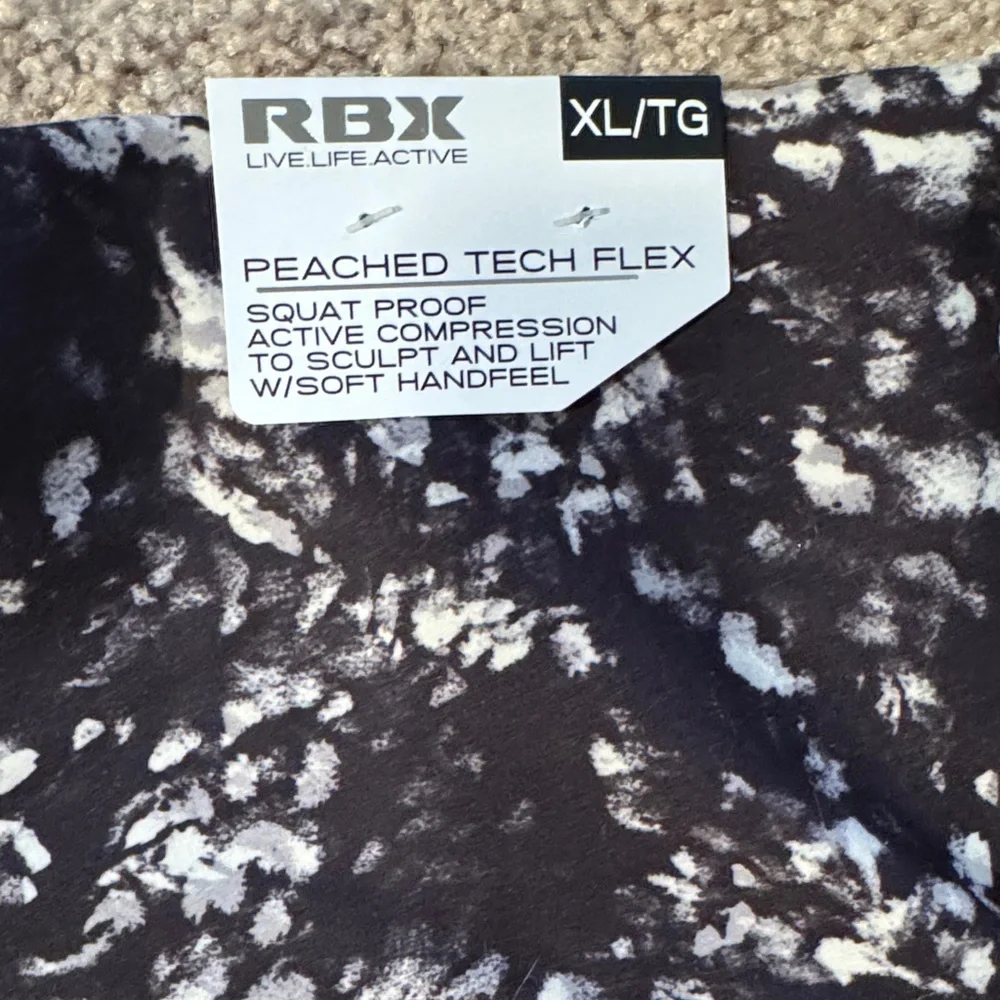 RBX
XL/TG
LIVE.LIFE.ACTIVE
PEACHED TECH FLEX
SQUAT PROOF
ACTIVE COMPRESSION
TO SCULPT AND LIFT
W/SOFT HANDFEEL